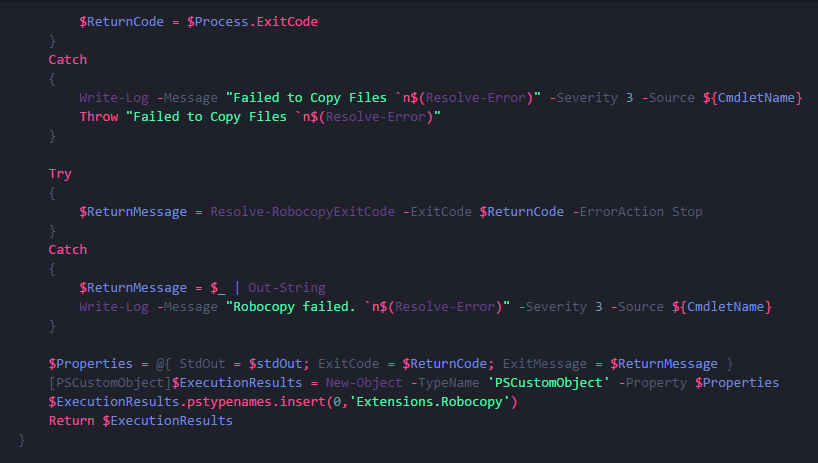 $ReturnCode = $Process.ExitCode
}
Catch
{
Write-Log -Message "Failed to Copy Files `n$(Resolve-Error)" -Severity 3 -Source ${CmdletName}
Throw "Failed to Copy Files `n$(Resolve-Error)"
}
Try
{
$ReturnMessage = Resolve-RobocopyExitCode -ExitCode $ReturnCode -ErrorAction Stop
}
Catch
{
$ReturnMessage = $_ | Out-String
Write-Log -Message "Robocopy failed. `n$(Resolve-Error)" -Severity 3 -Source ${CmdletName}
}
$Properties = @{ StdOut = $stdOut; ExitCode = $ReturnCode; ExitMessage = $ReturnMessage }
[PSCustomObject]$ExecutionResults = New-Object -TypeName 'PSCustomObject' -Property $Properties
$ExecutionResults.pstypenames.insert(0,'Extensions.Robocopy')
Return $ExecutionResults
}